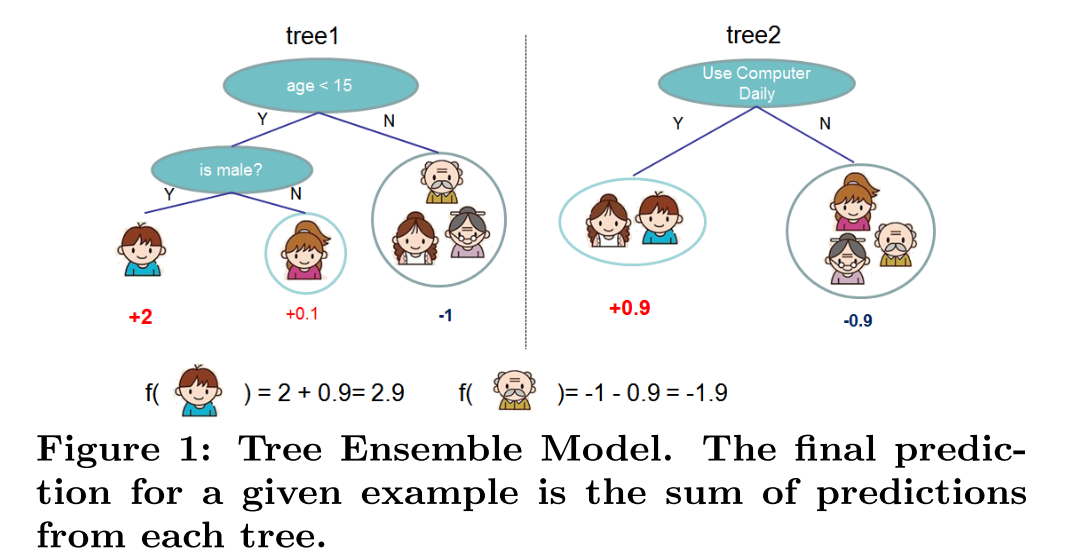 tree1
age < 15
Y
N
is male?
Y
N
+2
+0.1
-1
tree2
Use Computer
Daily
Y
N
+0.9
-0.9
f( ) = 2 + 0.9= 2.9
f( )= -1 - 0.9 = -1.9
Figure 1: Tree Ensemble Model. The final predic-
tion for a given example is the sum of predictions
from each tree.